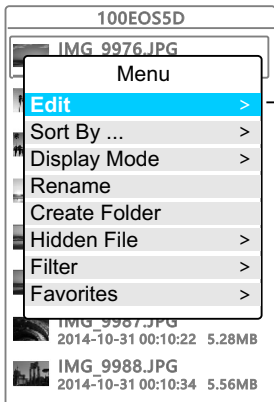 100EOS5D
IMG_9976.JPG
Menu
Edit >
Sort By ... >
Display Mode >
Rename
Create Folder
Hidden File >
Filter >
Favorites >
IMG_9987.JPG
2014-10-31 00:10:22 5.28MB
IMG_9988.JPG
2014-10-31 00:10:34 5.56MB